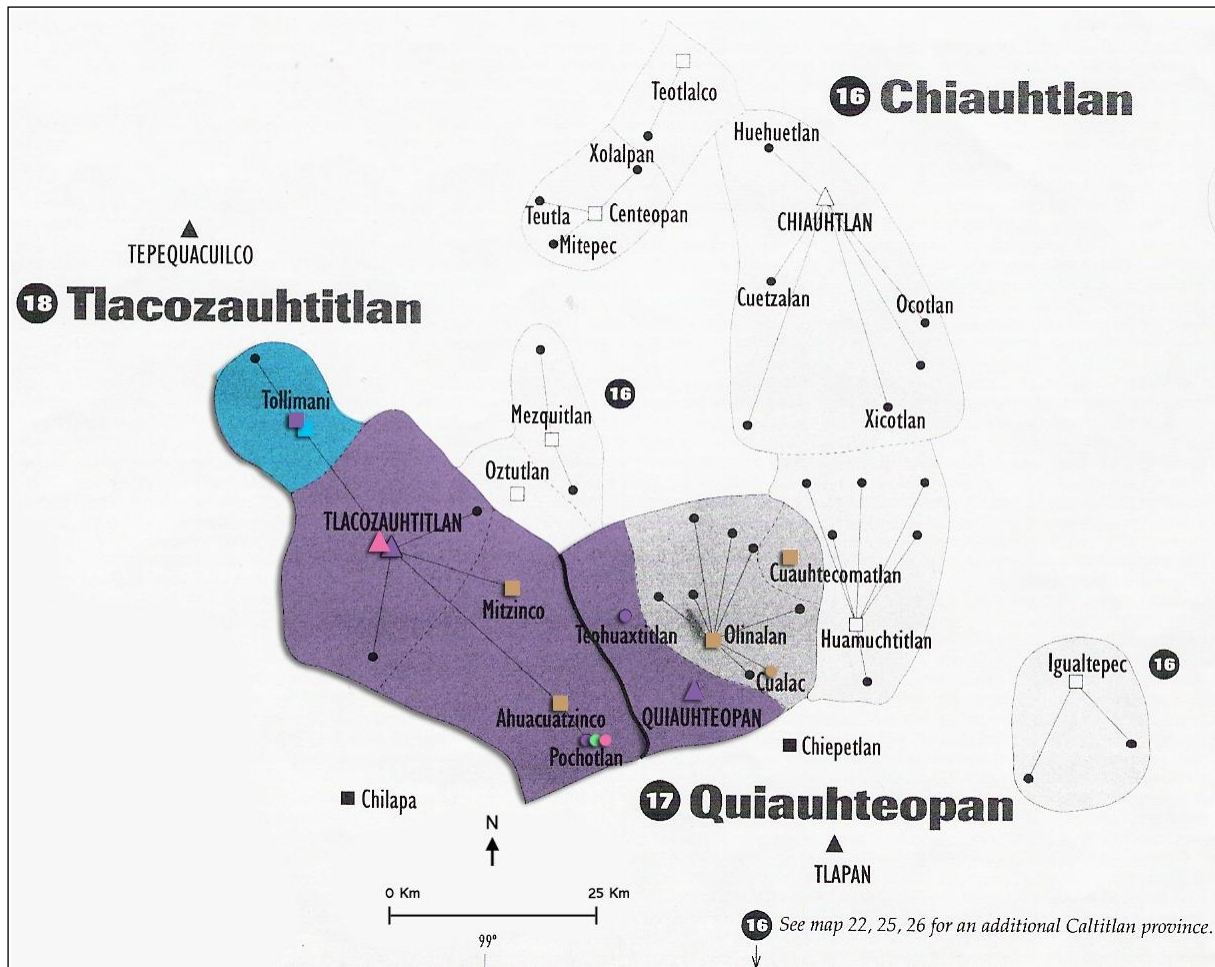 Teotlalco
16 Chiauhtlan
Huehuetlan
Xolalpan
Teutla
Centeopan
Mitepec
CHIAUHTLAN
TEPEQUACUILCO
18 Tlacozauhtitlan
Cuetzalan
Ocotlan
Tollimani
16
Mezquitlan
Xicotlan
Oztutlan
TLACOZAUHTITLAN
Cuauhtecomatlan
Mitzinco
Teohuaxtitlan
Olinalan
Huamuchtitlan
Igualtepec
16
Cualac
Ahuacuatzinco
QUIAUHTEOPAN
Pochotlan
Chiepetlan
Chilapa
17 Quiauhteopan
N
TLAPAN
0 Km
25 Km
99°
16 See map 22, 25, 26 for an additional Caltitlan province.